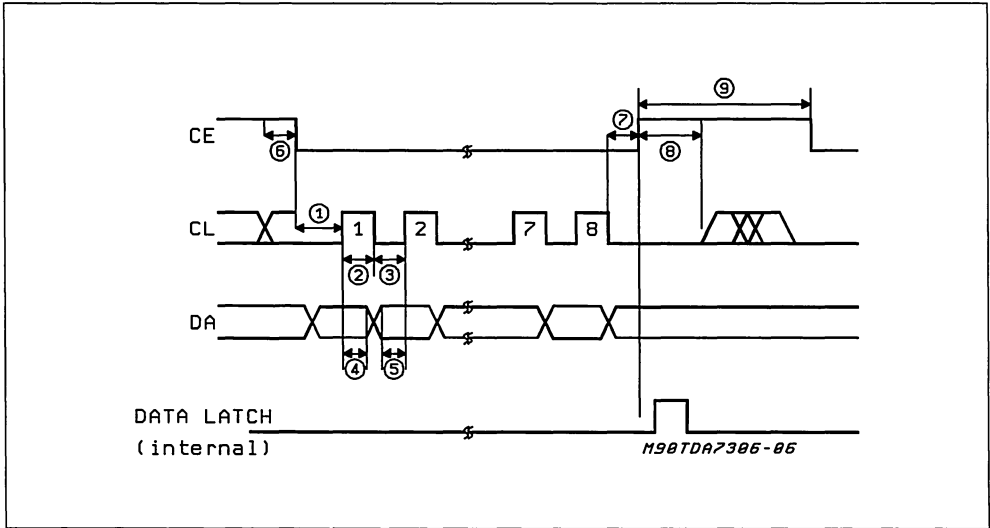 ⑨
CE
⑥
⑦
⑧
CL
①
1
2
7
8
②
③
DA
④
⑤
DATA LATCH
(internal)
M90TDA7306-06